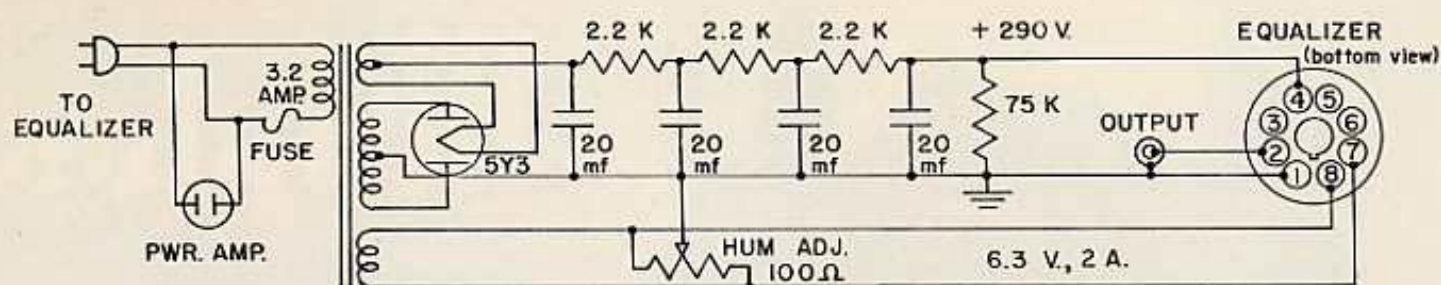 2.2 K 2.2 K 2.2 K + 290 V. EQUALIZER
(bottom view)
3.2
AMP.
TO
EQUALIZER
FUSE
5Y3
20
mf
20
mf
20
mf
20
mf
75 K
OUTPUT
4 5
3 6
2 7
1 8
PWR. AMP.
HUM ADJ.
100Ω
6.3 V., 2 A.